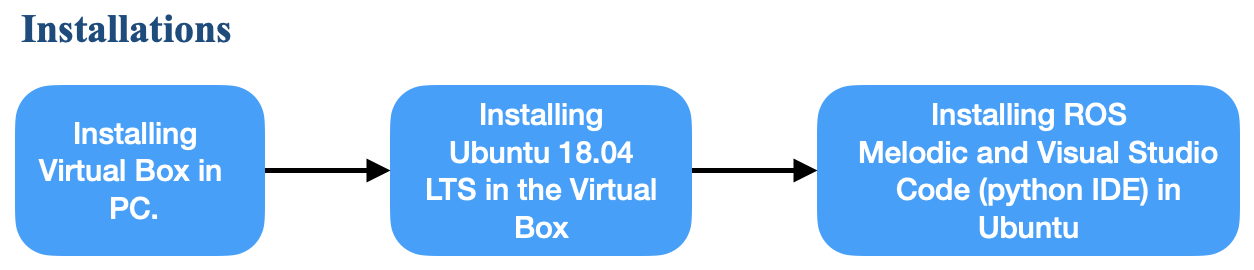 Installations
Installing
Virtual Box in
PC.
Installing
Ubuntu 18.04
LTS in the Virtual
Box
Installing ROS
Melodic and Visual Studio
Code (python IDE) in
Ubuntu